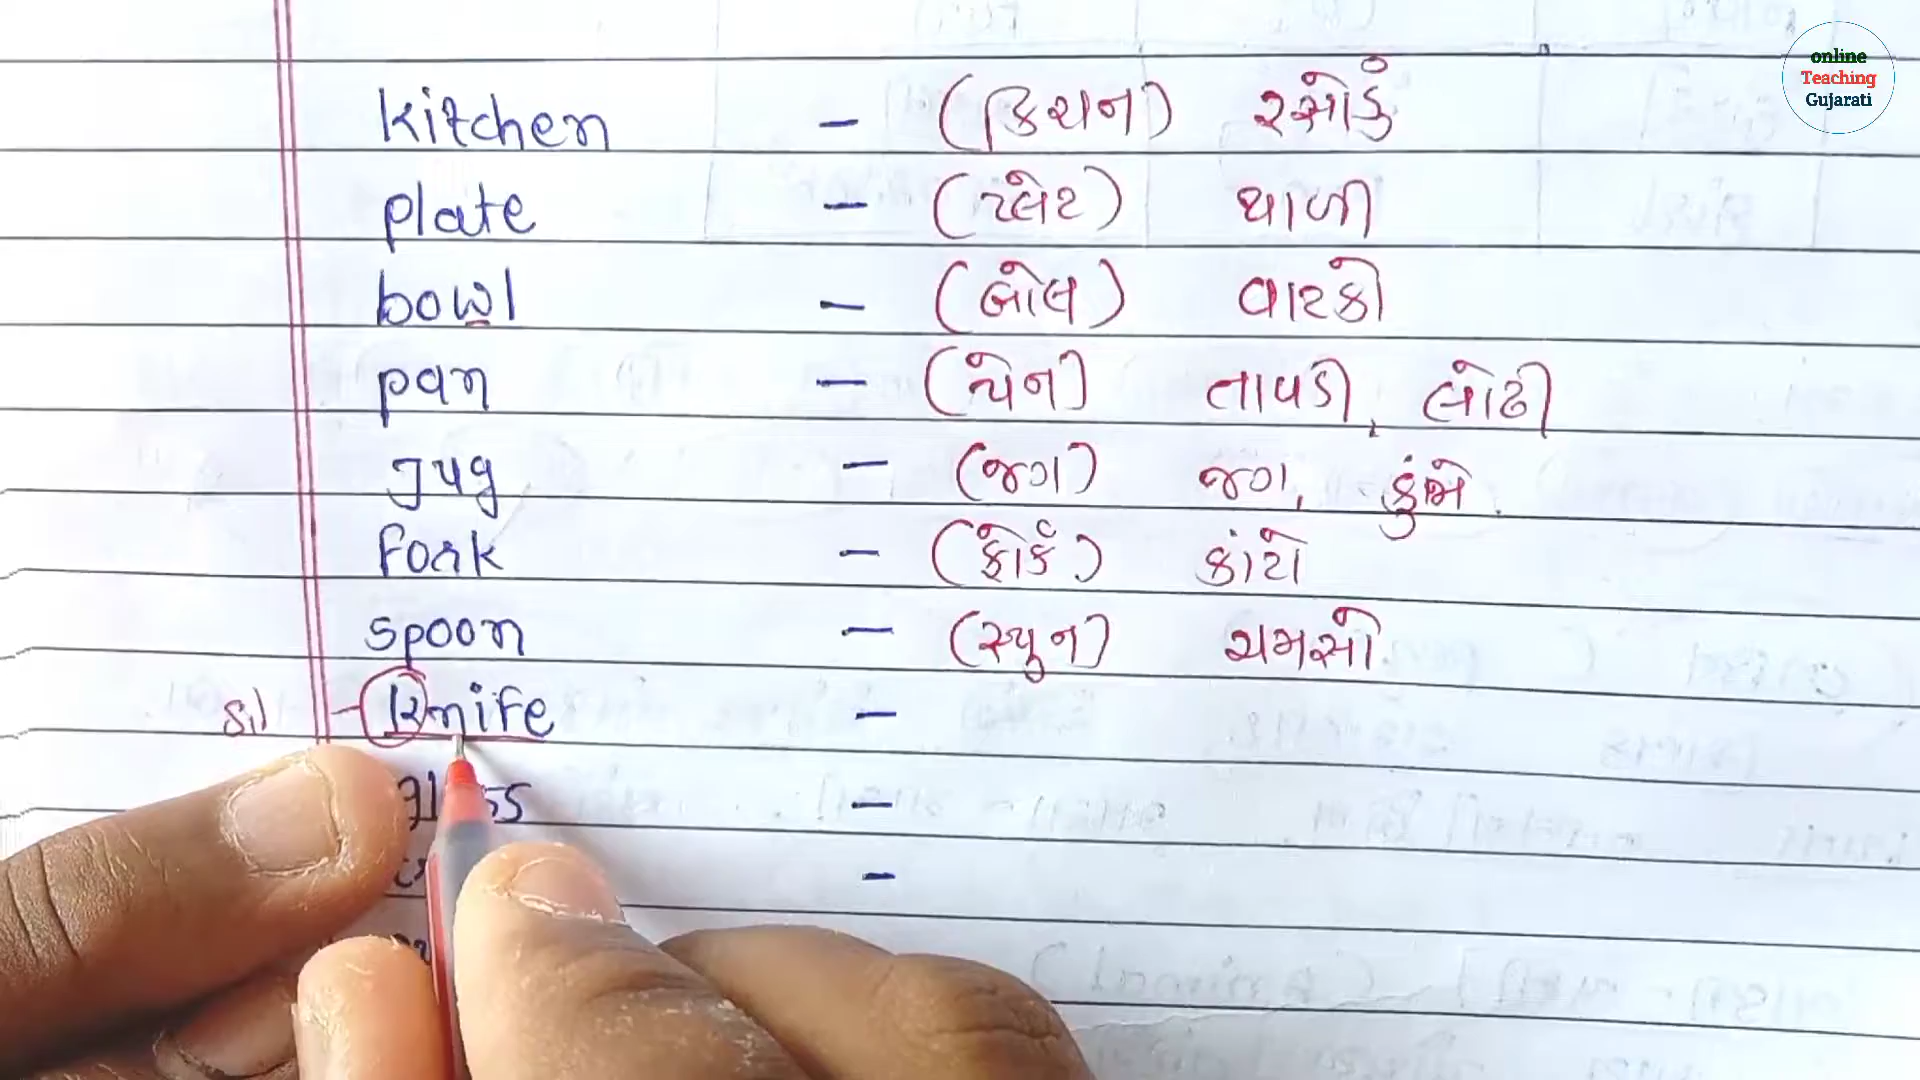 online
Teaching
Gujarati
kitchen - (કિચન) રસોડું
plate - (પ્લેટ) થાળી
bowl - (બોલ) વાટકો
pan - (પેન) તાવડી, લોઢી
Jug - (જગ) જગ, કુંભ
fork - (ફોર્ક) કાંટો
spoon - (સ્પુન) ચમચો
knife -
-
-